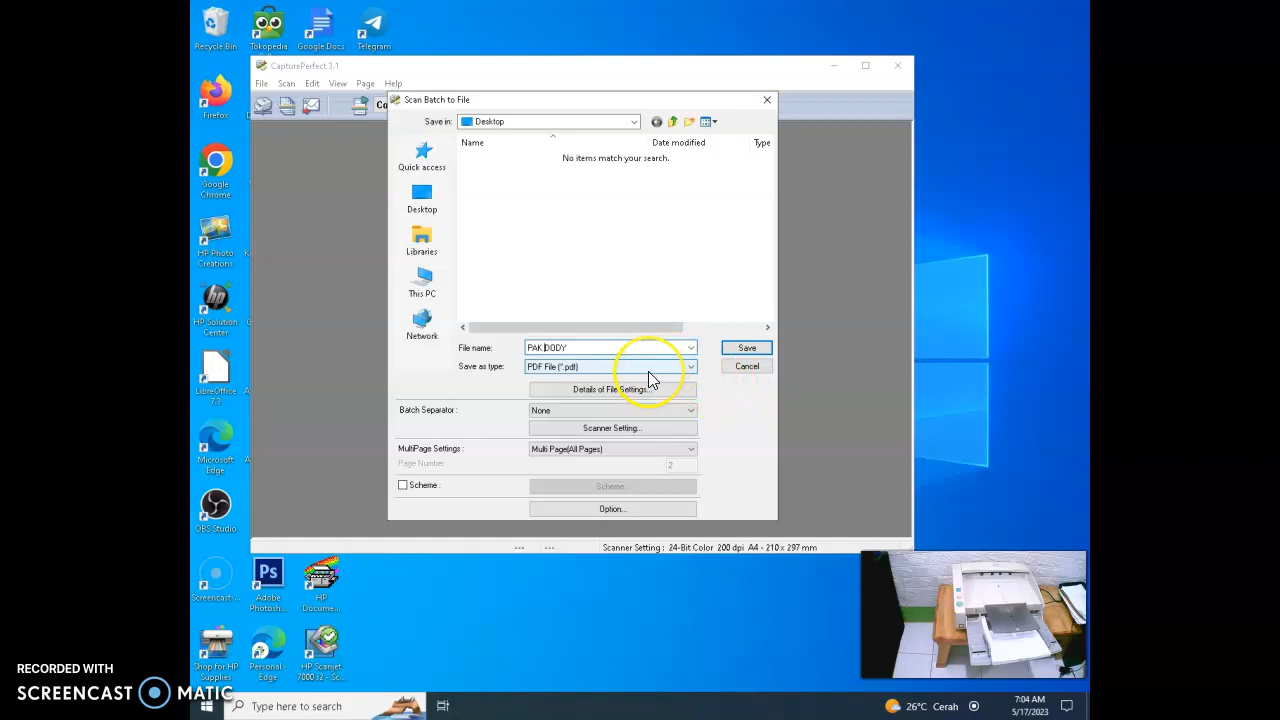 Recycle Bin
Tokopedia
Google Docs
Telegram
Firefox
Google
Chrome
HP Photo
Creations
HP Solution
Center
LibreOffice
7.3
Microsoft
Edge
OBS Studio
Screencast-...
Adobe
Photosh...
HP
Docume...
Shop for HP
Supplies
Personal -
Edge
HP Scanjet
7000 s2 - Sc...
CapturePerfect 3.1
File Scan Edit View Page Help
Scan Batch to File
Save in: Desktop
Name Date modified Type
No items match your search.
Quick access
Desktop
Libraries
This PC
Network
File name: PAK DODY Save
Save as type: PDF File (*.pdf) Cancel
Details of File Settings...
Batch Separator : None
Scanner Setting...
MultiPage Settings : Multi Page(All Pages)
Page Number 2
Scheme : Scheme...
Option...
--- --- Scanner Setting : 24-Bit Color 200 dpi A4 - 210 x 297 mm
RECORDED WITH
SCREENCAST MATIC
Type here to search
26°C Cerah
7:04 AM
5/17/2023